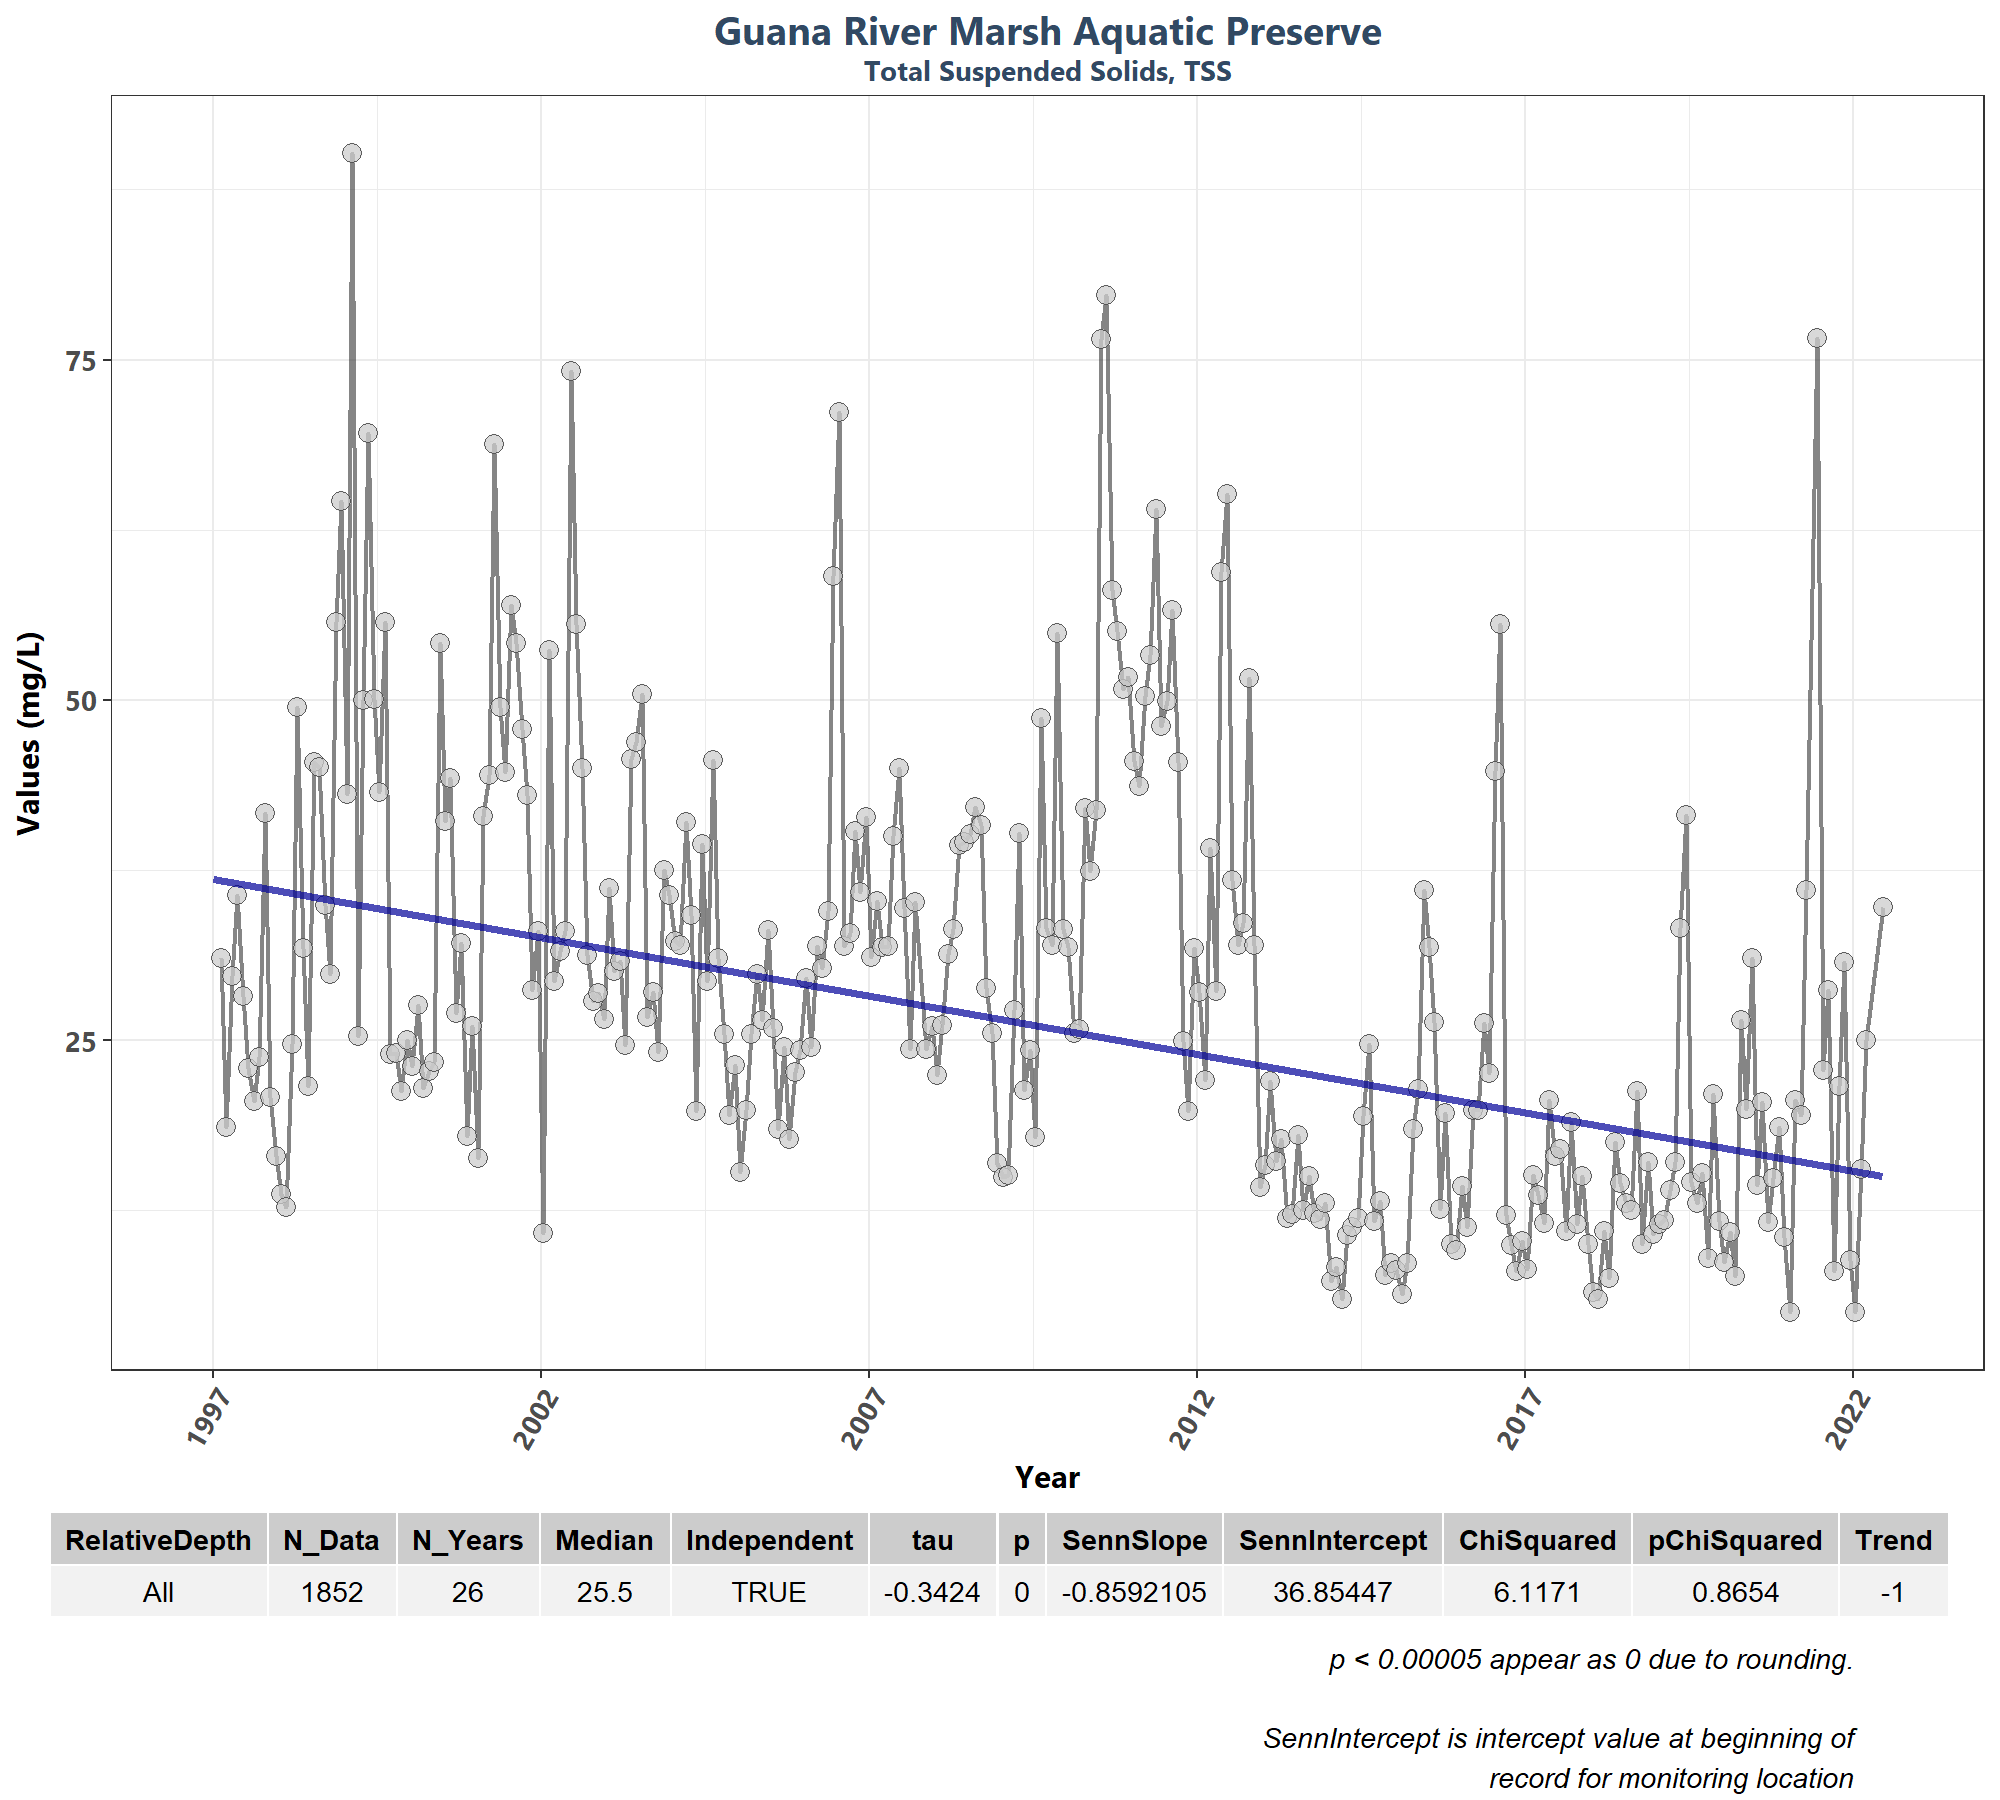 Guana River Marsh Aquatic Preserve
Total Suspended Solids, TSS
Values (mg/L)
75
50
25
1997 2002 2007 2012 2017 2022
Year
RelativeDepth N_Data N_Years Median Independent tau p SennSlope SennIntercept ChiSquared pChiSquared Trend
All 1852 26 25.5 TRUE -0.3424 0 -0.8592105 36.85447 6.1171 0.8654 -1
p < 0.00005 appear as 0 due to rounding.
SennIntercept is intercept value at beginning of
record for monitoring location